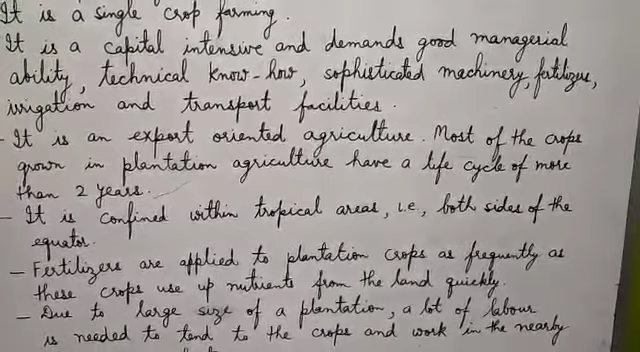 It is a single crop farming.
It is a capital intensive and demands good managerial
ability, technical know-how, sophisticated machinery, fertilizers,
irrigation and transport facilities.
- It is an export oriented agriculture. Most of the crops
grown in plantation agriculture have a life cycle of more
than 2 years.
- It is confined within tropical areas, i.e., both sides of the
equator.
- Fertilizers are applied to plantation crops as frequently as
these crops use up nutrients from the land quickly.
- Due to large size of a plantation, a lot of labour
is needed to tend to the crops and work in the nearby